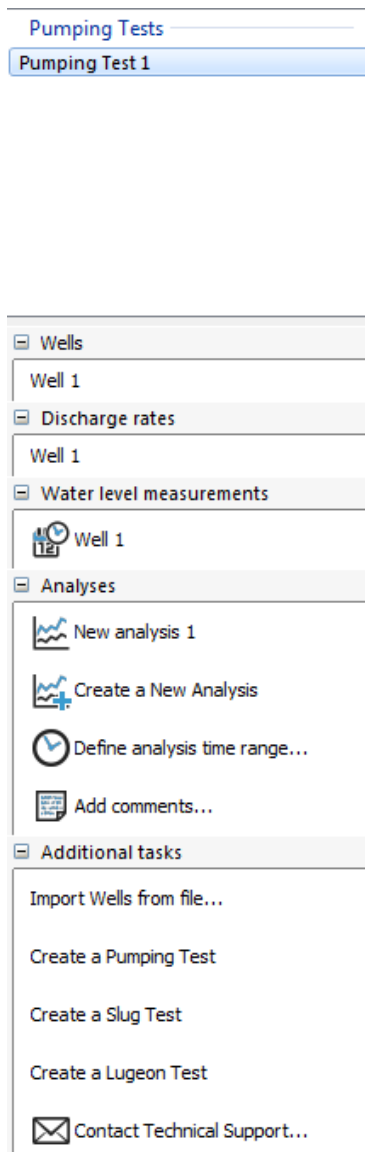 Pumping Tests
Pumping Test 1
Wells
Well 1
Discharge rates
Well 1
Water level measurements
Well 1
Analyses
New analysis 1
Create a New Analysis
Define analysis time range...
Add comments...
Additional tasks
Import Wells from file...
Create a Pumping Test
Create a Slug Test
Create a Lugeon Test
Contact Technical Support...